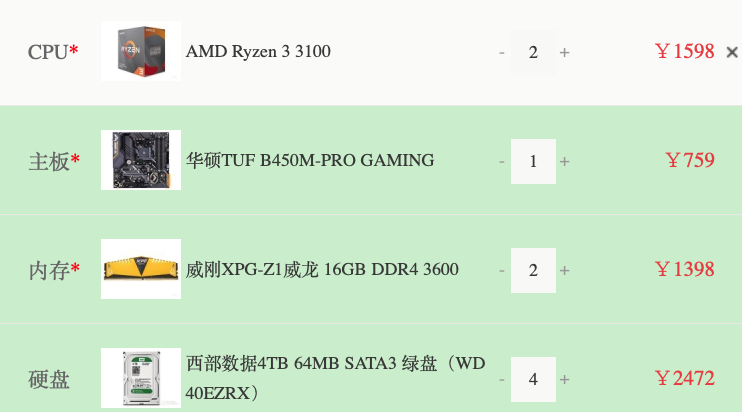 CPU* AMD Ryzen 3 3100 - 2 + ￥1598 ×
主板* 华硕TUF B450M-PRO GAMING - 1 + ￥759
内存* 威刚XPG-Z1威龙 16GB DDR4 3600 - 2 + ￥1398
硬盘 西部数据4TB 64MB SATA3 绿盘（WD
40EZRX） - 4 + ￥2472